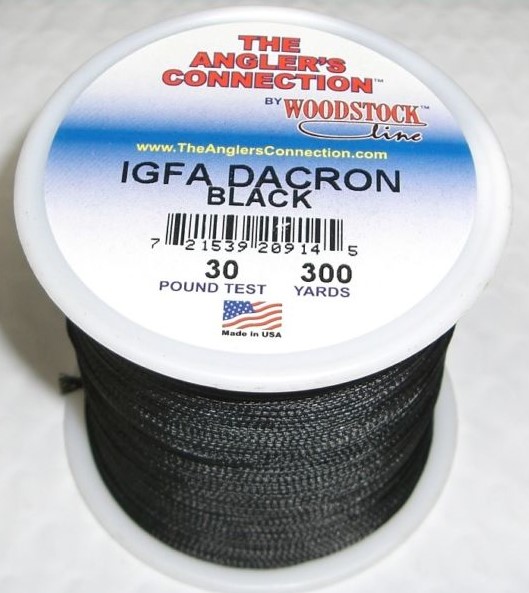 THE
ANGLER'S
CONNECTION™
BY WOODSTOCK™
line
www.TheAnglersConnection.com
IGFA DACRON
BLACK
7 21539 20914 5
30 300
POUND TEST YARDS
Made in USA